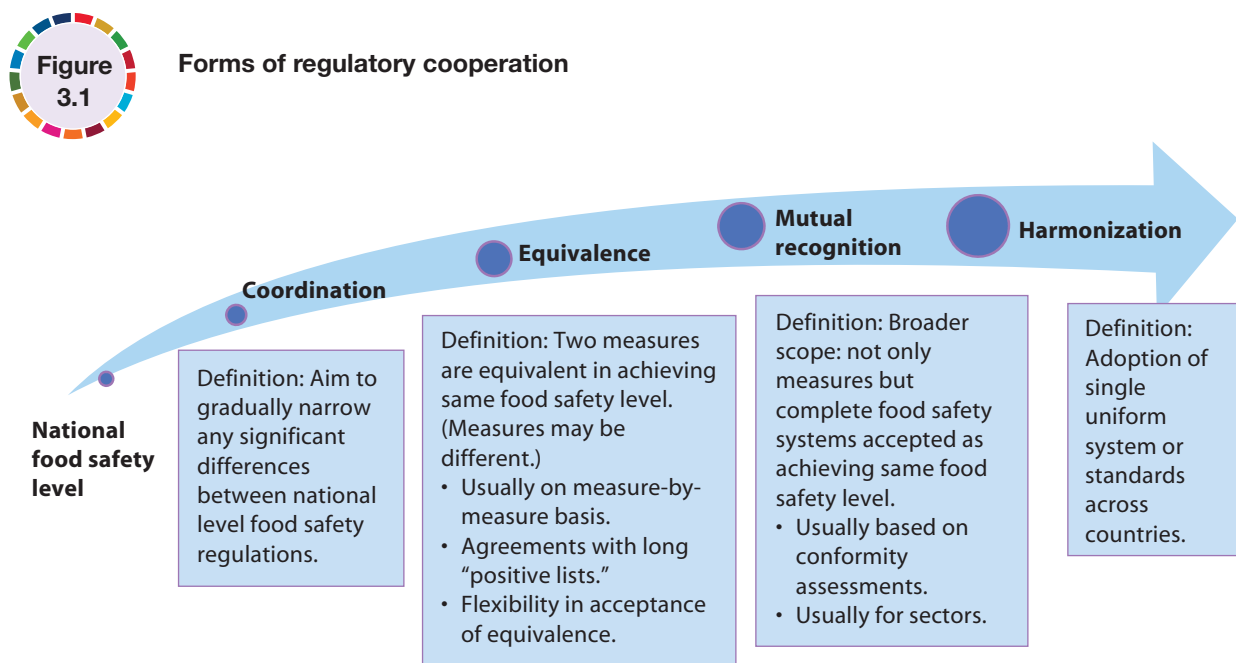 Figure
3.1
Forms of regulatory cooperation
National
food safety
level
Coordination
Definition: Aim to
gradually narrow
any significant
differences
between national
level food safety
regulations.
Equivalence
Definition: Two measures
are equivalent in achieving
same food safety level.
(Measures may be
different.)
• Usually on measure-by-
measure basis.
• Agreements with long
“positive lists.”
• Flexibility in acceptance
of equivalence.
Mutual
recognition
Definition: Broader
scope: not only
measures but
complete food safety
systems accepted as
achieving same food
safety level.
• Usually based on
conformity
assessments.
• Usually for sectors.
Harmonization
Definition:
Adoption of
single
uniform
system or
standards
across
countries.